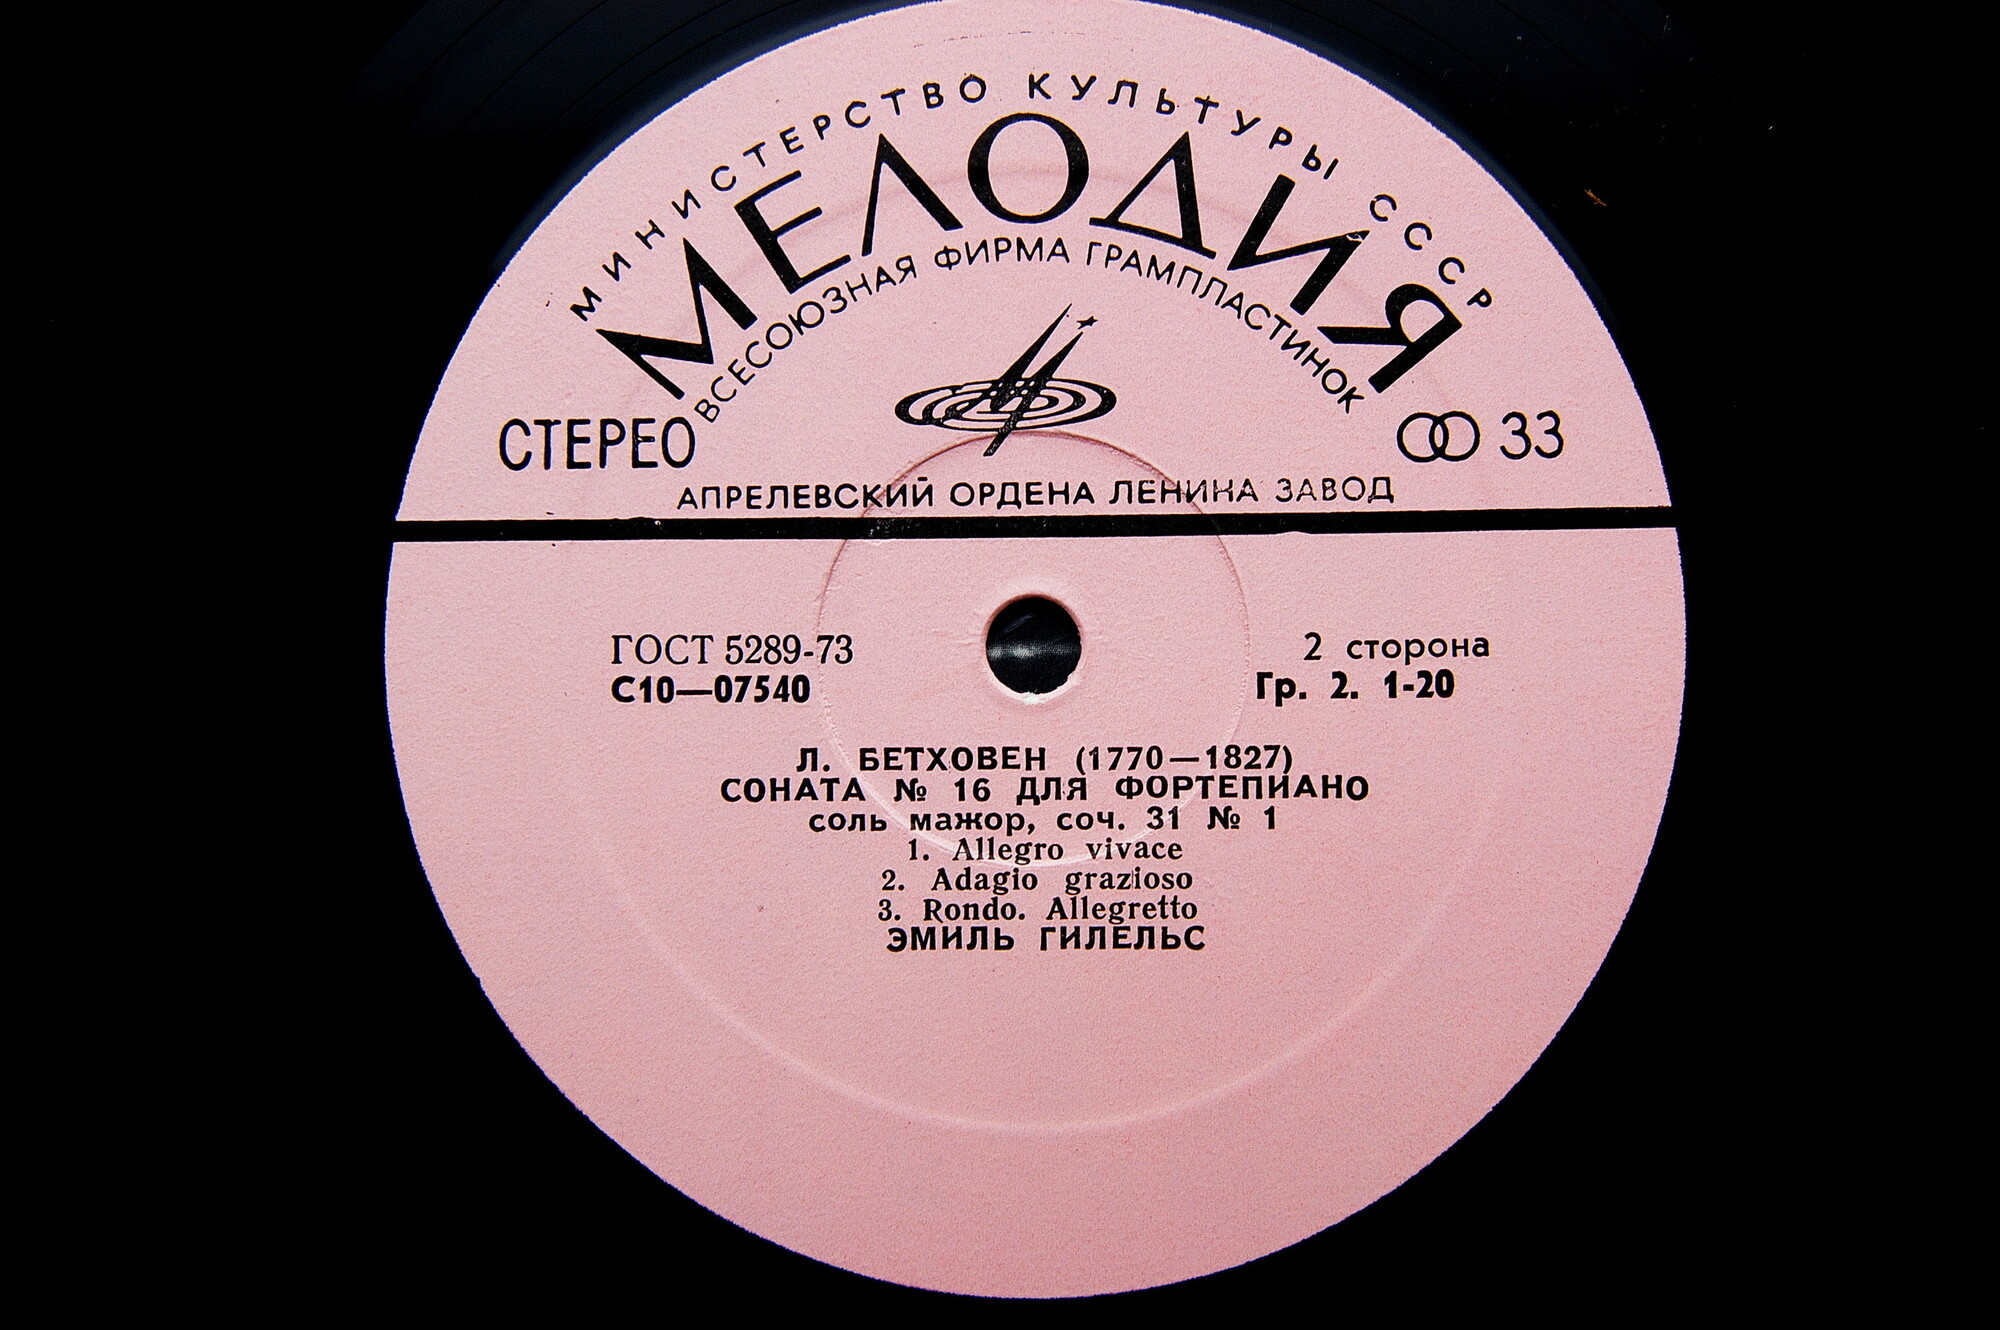 МИНИСТЕРСТВО КУЛЬТУРЫ СССР
МЕЛОДИЯ
ВСЕСОЮЗНАЯ ФИРМА ГРАМПЛАСТИНОК
СТЕРЕО
33
АПРЕЛЕВСКИЙ ОРДЕНА ЛЕНИНА ЗАВОД
ГОСТ 5289-73
2 сторона
С10—07540
Гр. 2. 1-20
Л. БЕТХОВЕН (1770—1827)
СОНАТА № 16 ДЛЯ ФОРТЕПИАНО
соль мажор, соч. 31 № 1
1. Allegro vivace
2. Adagio grazioso
3. Rondo. Allegretto
ЭМИЛЬ ГИЛЕЛЬС